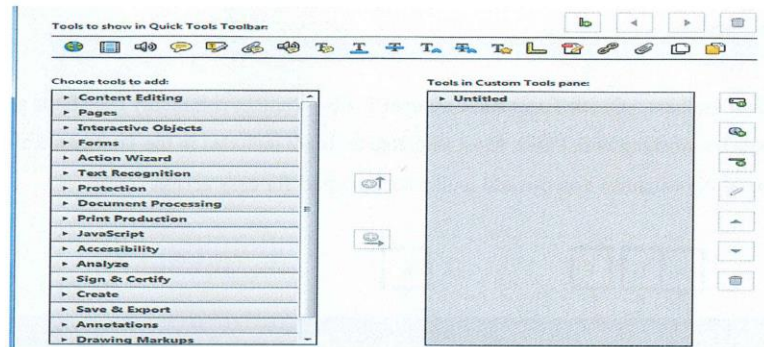 Tools to show in Quick Tools Toolbar:
Choose tools to add:
Content Editing
Pages
Interactive Objects
Forms
Action Wizard
Text Recognition
Protection
Document Processing
Print Production
JavaScript
Accessibility
Analyze
Sign & Certify
Create
Save & Export
Annotations
Drawing Markups
Tools in Custom Tools pane:
Untitled